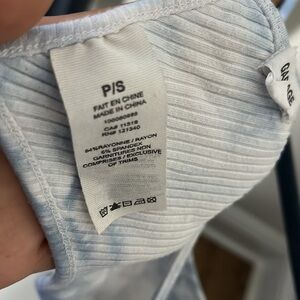 P/S
FAIT EN CHINE
MADE IN CHINA
CA# 11519
RN# 121340
94% RAYONNE / RAYON
6% SPANDEX
GARNITURES NON
COMPRISES / EXCLUSIVE
OF TRIMS